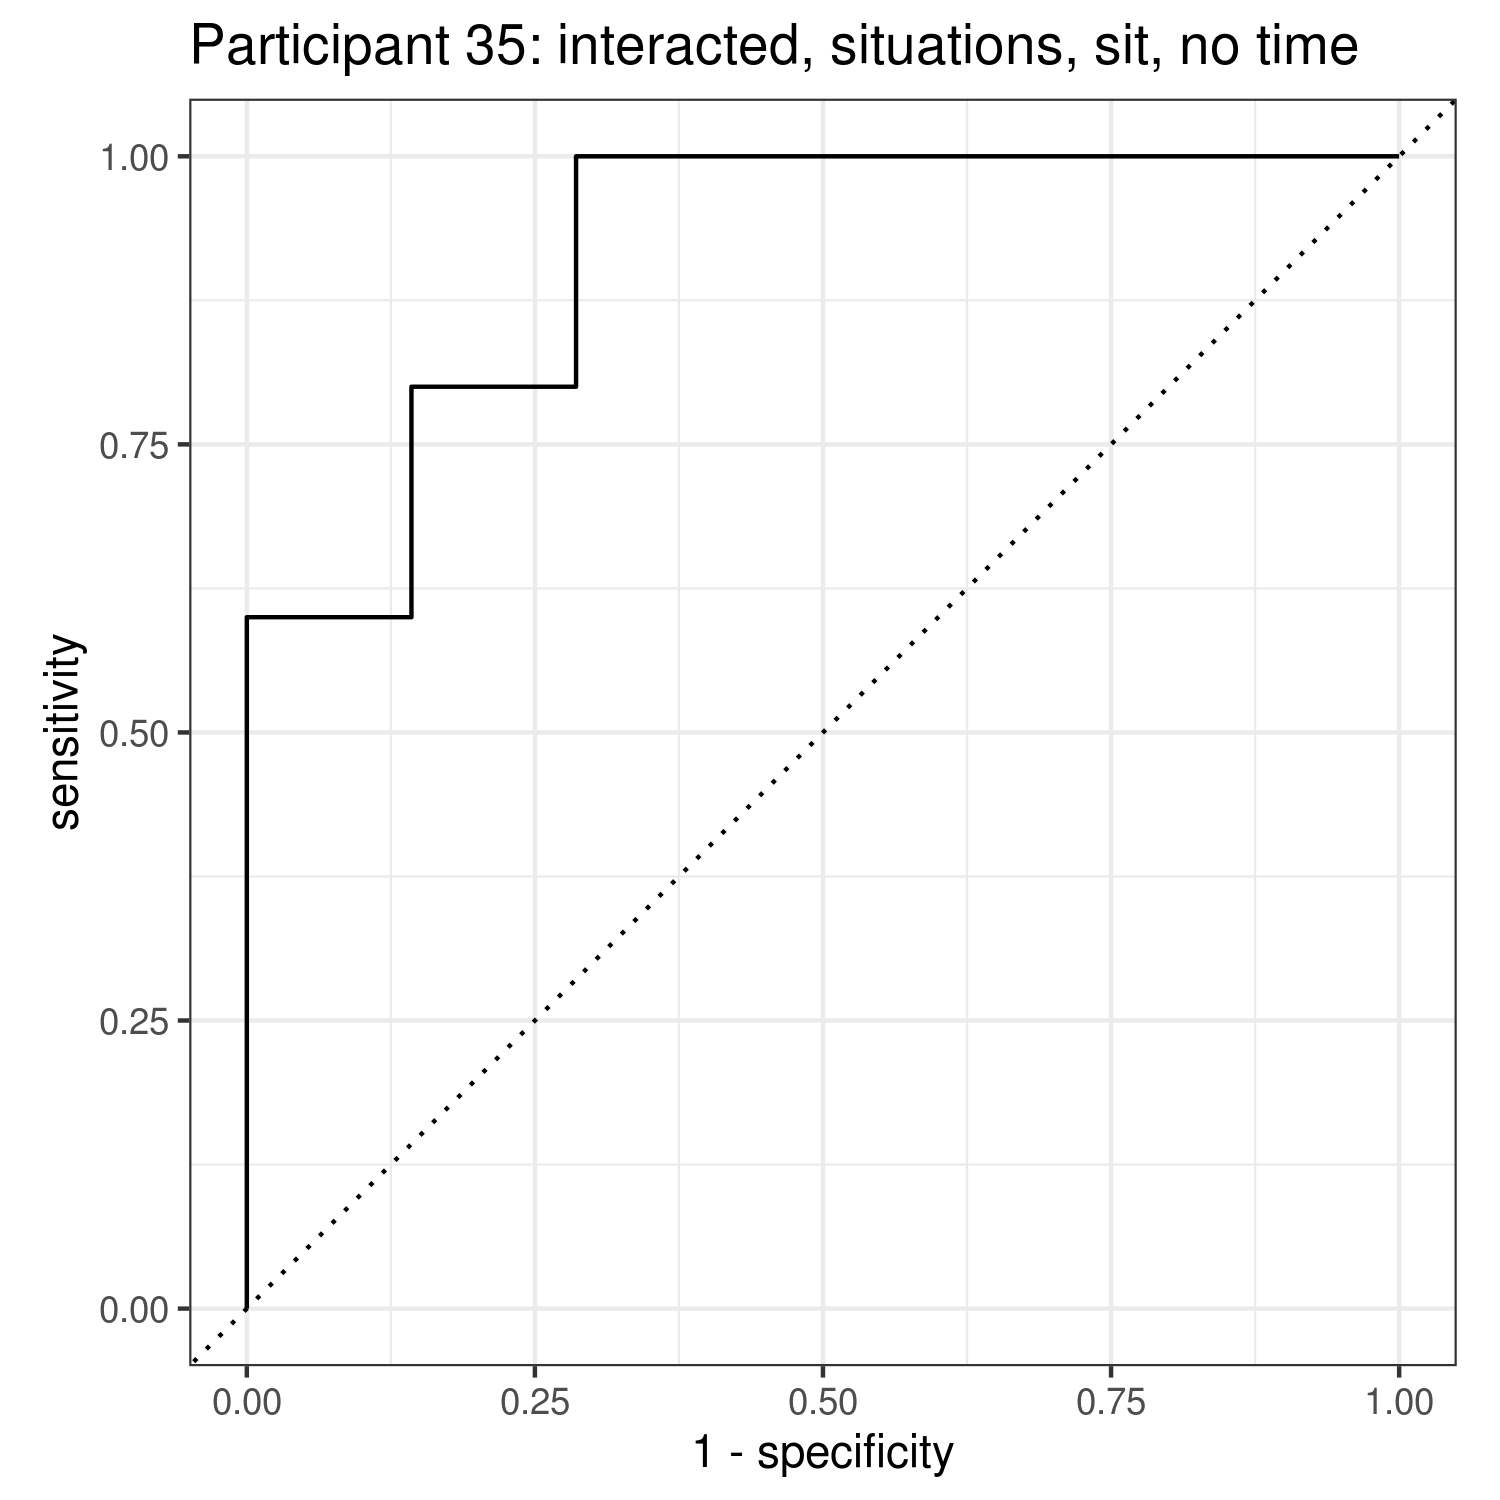 Participant 35: interacted, situations, sit, no time
1.00
0.75
0.50
0.25
0.00
sensitivity
0.00 0.25 0.50 0.75 1.00
1 - specificity